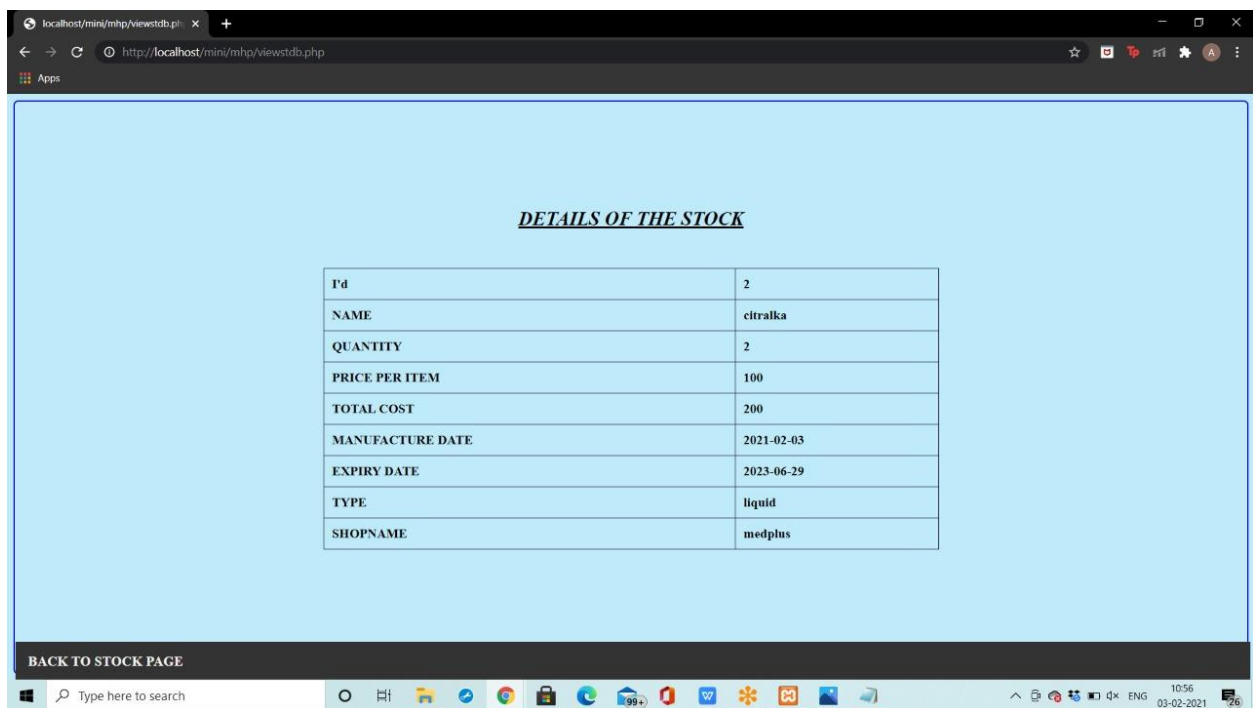 localhost/mini/mhp/viewstdb.ph
http://localhost/mini/mhp/viewstdb.php
Tp
A
Apps
DETAILS OF THE STOCK
I'd 2
NAME citralka
QUANTITY 2
PRICE PER ITEM 100
TOTAL COST 200
MANUFACTURE DATE 2021-02-03
EXPIRY DATE 2023-06-29
TYPE liquid
SHOPNAME medplus
BACK TO STOCK PAGE
Type here to search
99+
W
ENG
10:56
03-02-2021
26